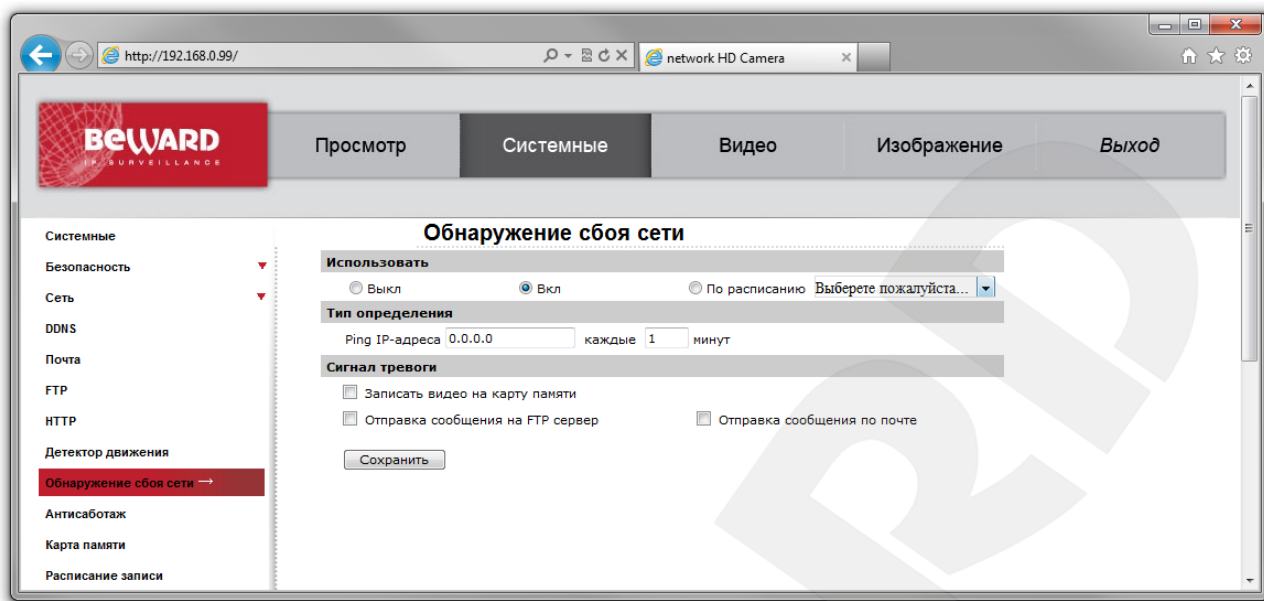 http://192.168.0.99/
network HD Camera
BEWARD
IP SURVEILLANCE
Просмотр
Системные
Видео
Изображение
Выход
Системные
Безопасность
Сеть
DDNS
Почта
FTP
HTTP
Детектор движения
Обнаружение сбоя сети →
Антисаботаж
Карта памяти
Расписание записи
Обнаружение сбоя сети
Использовать
Выкл Вкл По расписанию Выберете пожалуйста...
Тип определения
Ping IP-адреса 0.0.0.0 каждые 1 минут
Сигнал тревоги
Записать видео на карту памяти
Отправка сообщения на FTP сервер Отправка сообщения по почте
Сохранить
RD